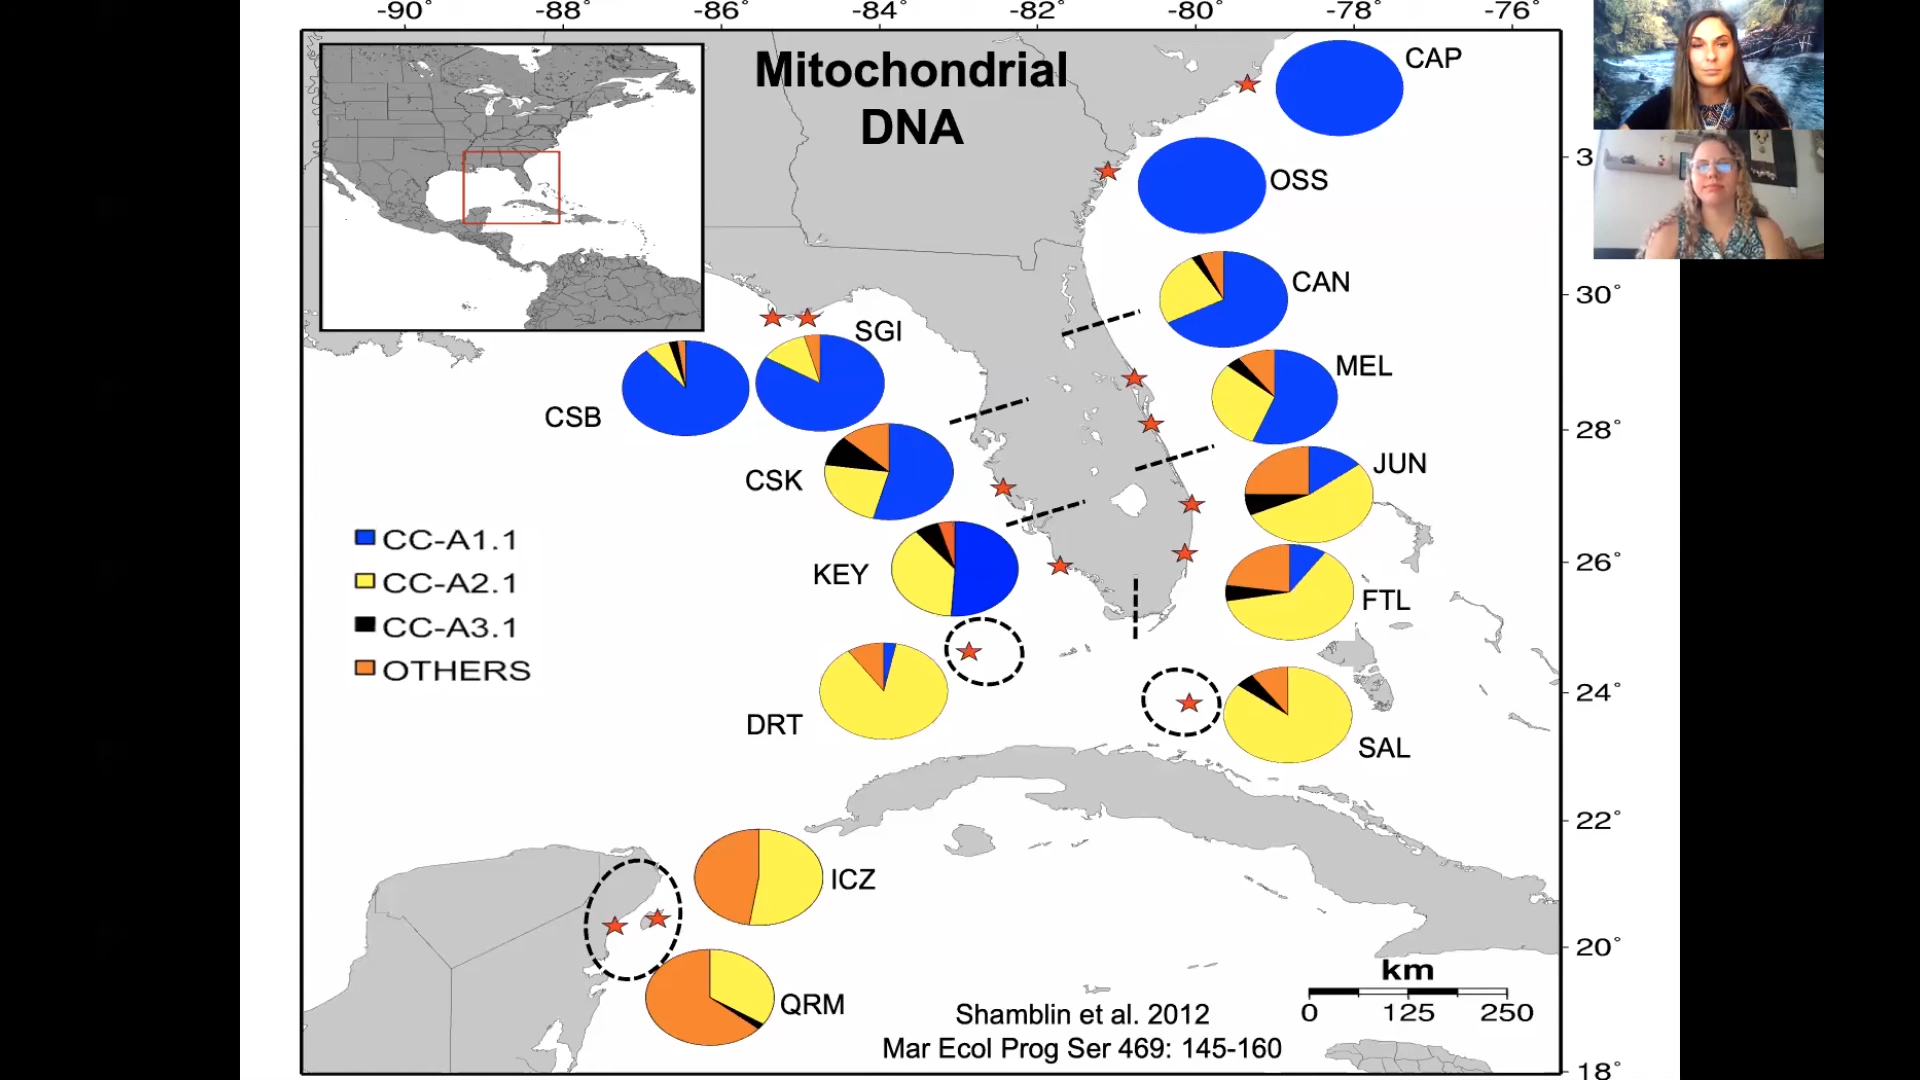 -90˚ -88˚ -86˚ -84˚ -82˚ -80˚ -78˚ -76˚
Mitochondrial
DNA
CAP
3
OSS
CAN
30˚
SGI
MEL
CSB
28˚
JUN
CSK
CC-A1.1
26˚
KEY
CC-A2.1
FTL
CC-A3.1
OTHERS
24˚
DRT
SAL
22˚
ICZ
20˚
km
QRM
0 125 250
Shamblin et al. 2012
Mar Ecol Prog Ser 469: 145-160
18˚